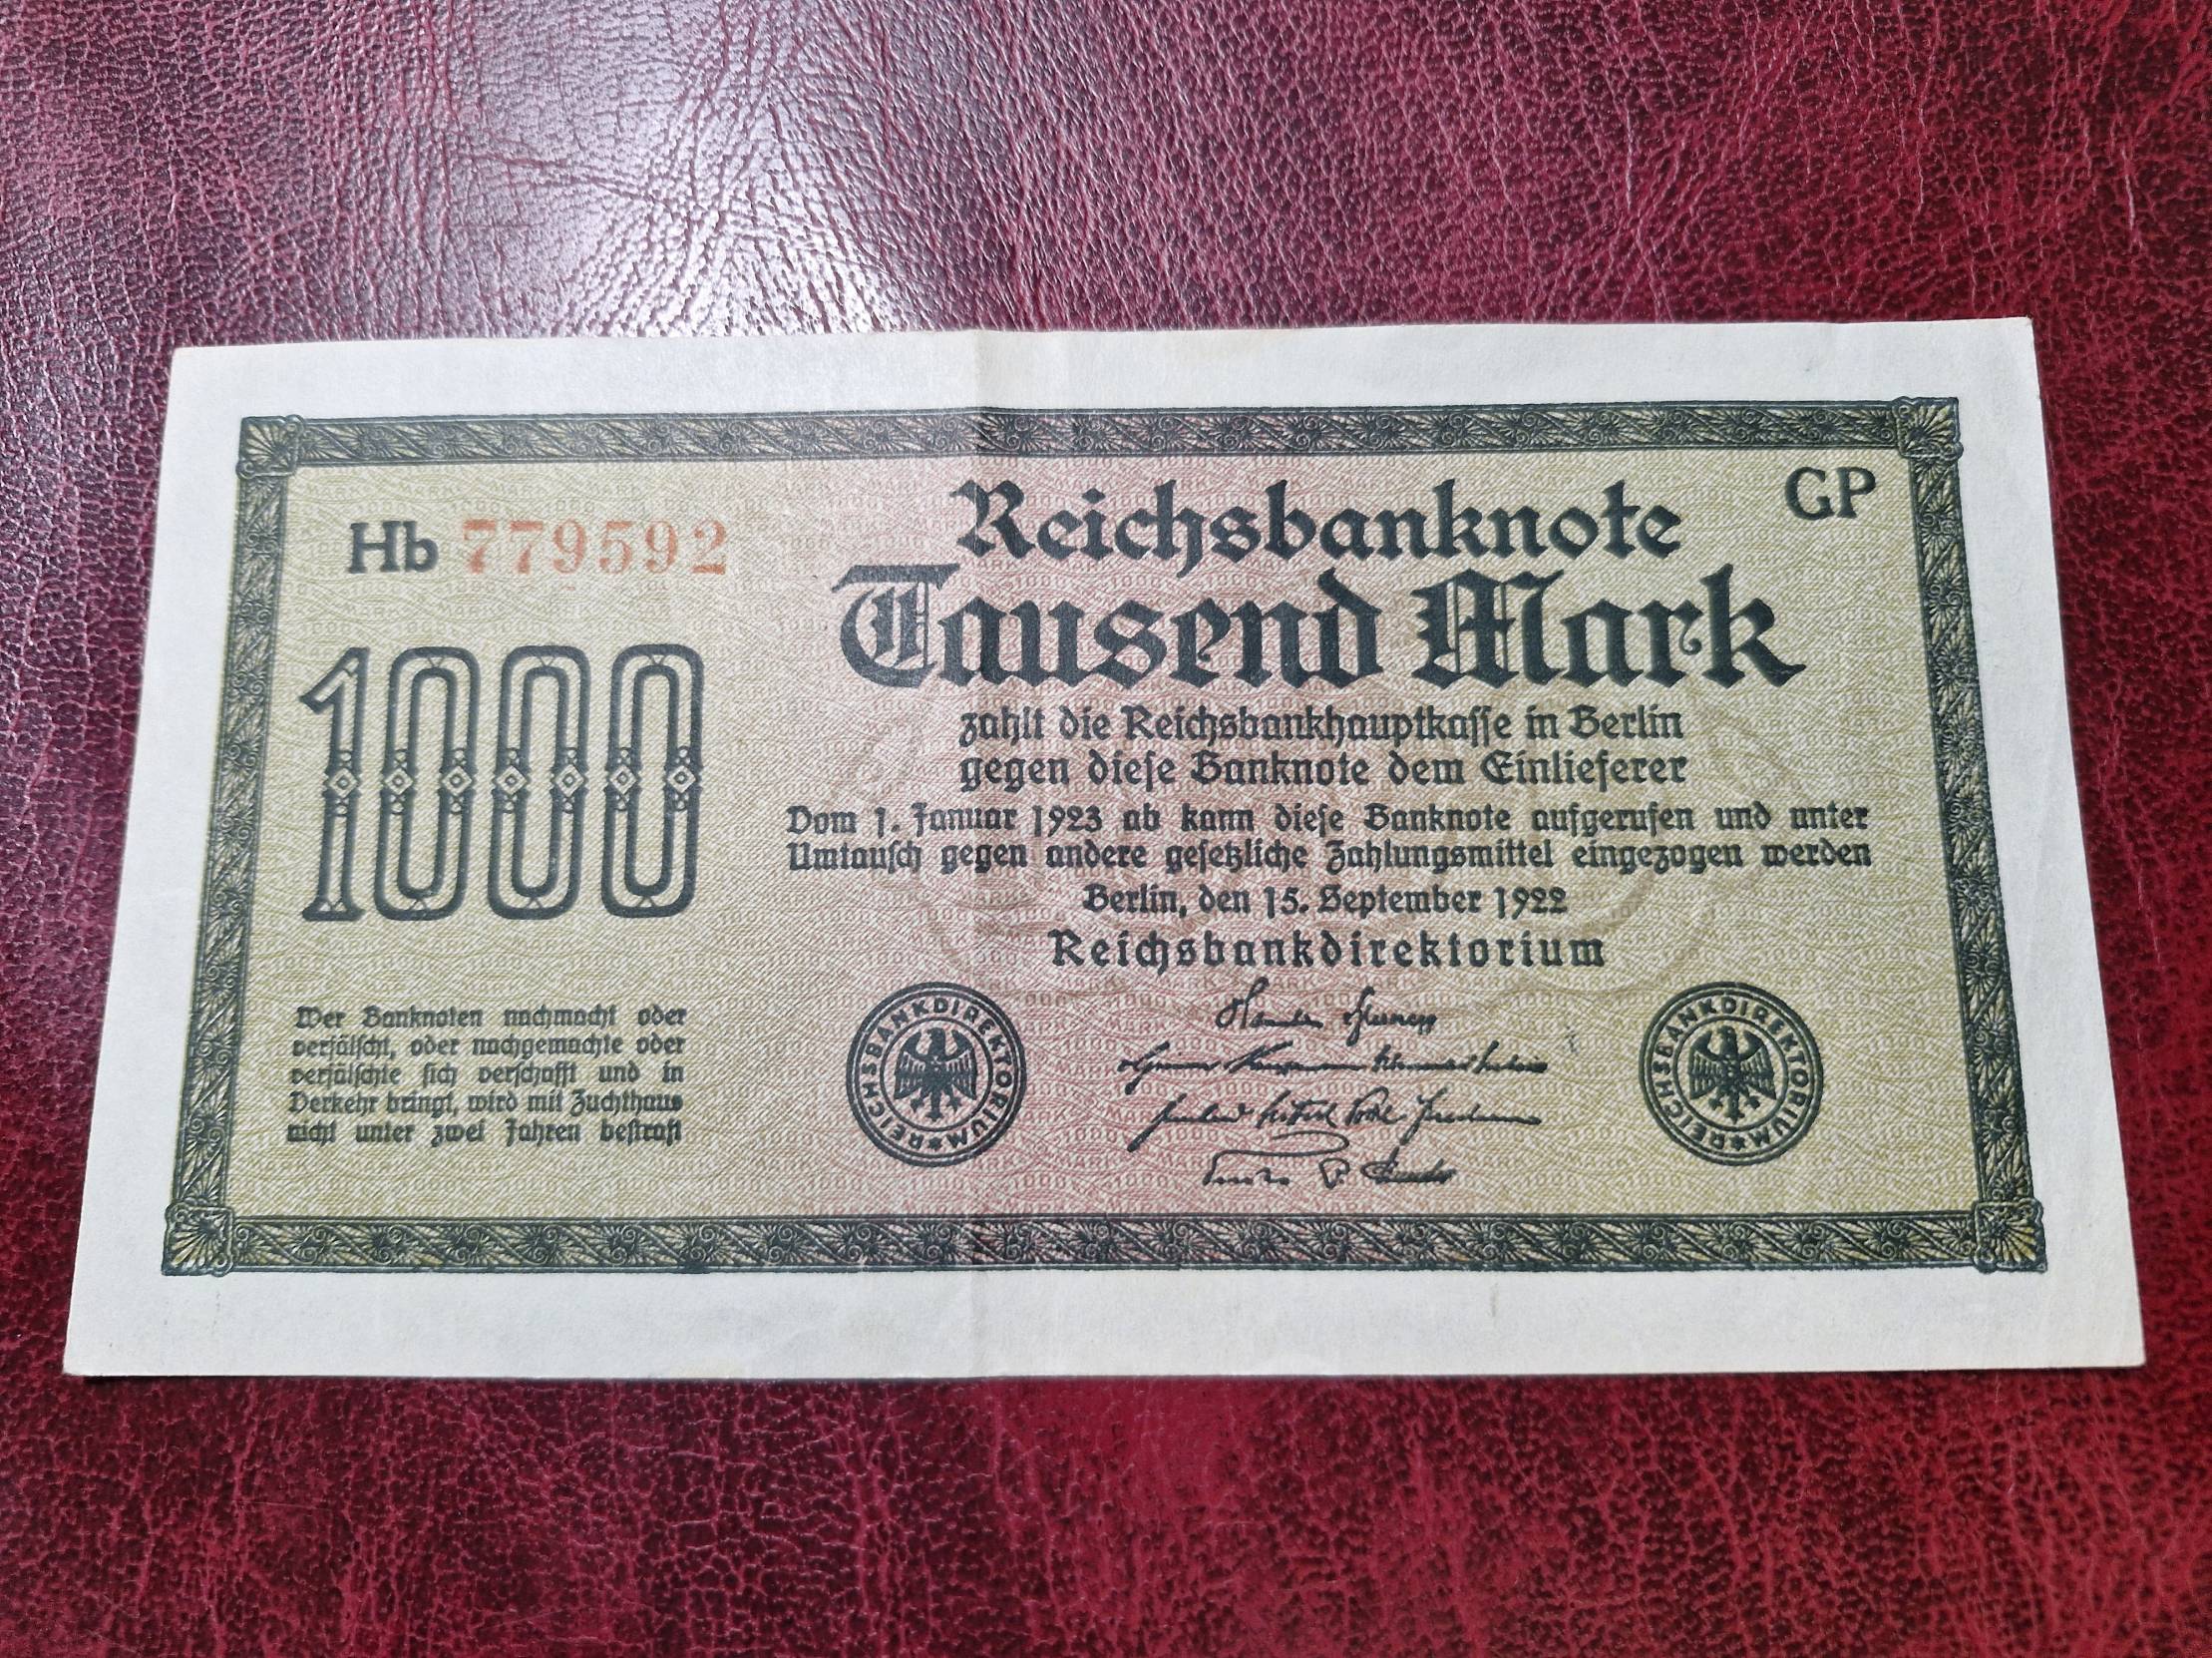 Hb 779592
GP
Reichsbanknote
Tausend Mark
1000
zahlt die Reichsbankhauptkasse in Berlin
gegen diese Banknote dem Einlieferer
Vom 1. Januar 1923 ab kann diese Banknote aufgerufen und unter
Umtausch gegen andere gesetzliche Zahlungsmittel eingezogen werden
Berlin, den 15. September 1922
Reichsbankdirektorium
Wer Banknoten nachmacht oder
verfälscht, oder nachgemachte oder
verfälschte sich verschafft und in
Verkehr bringt, wird mit Zuchthaus
nicht unter zwei Jahren bestraft
REICHSBANKDIREKTORIUM
REICHSBANKDIREKTORIUM